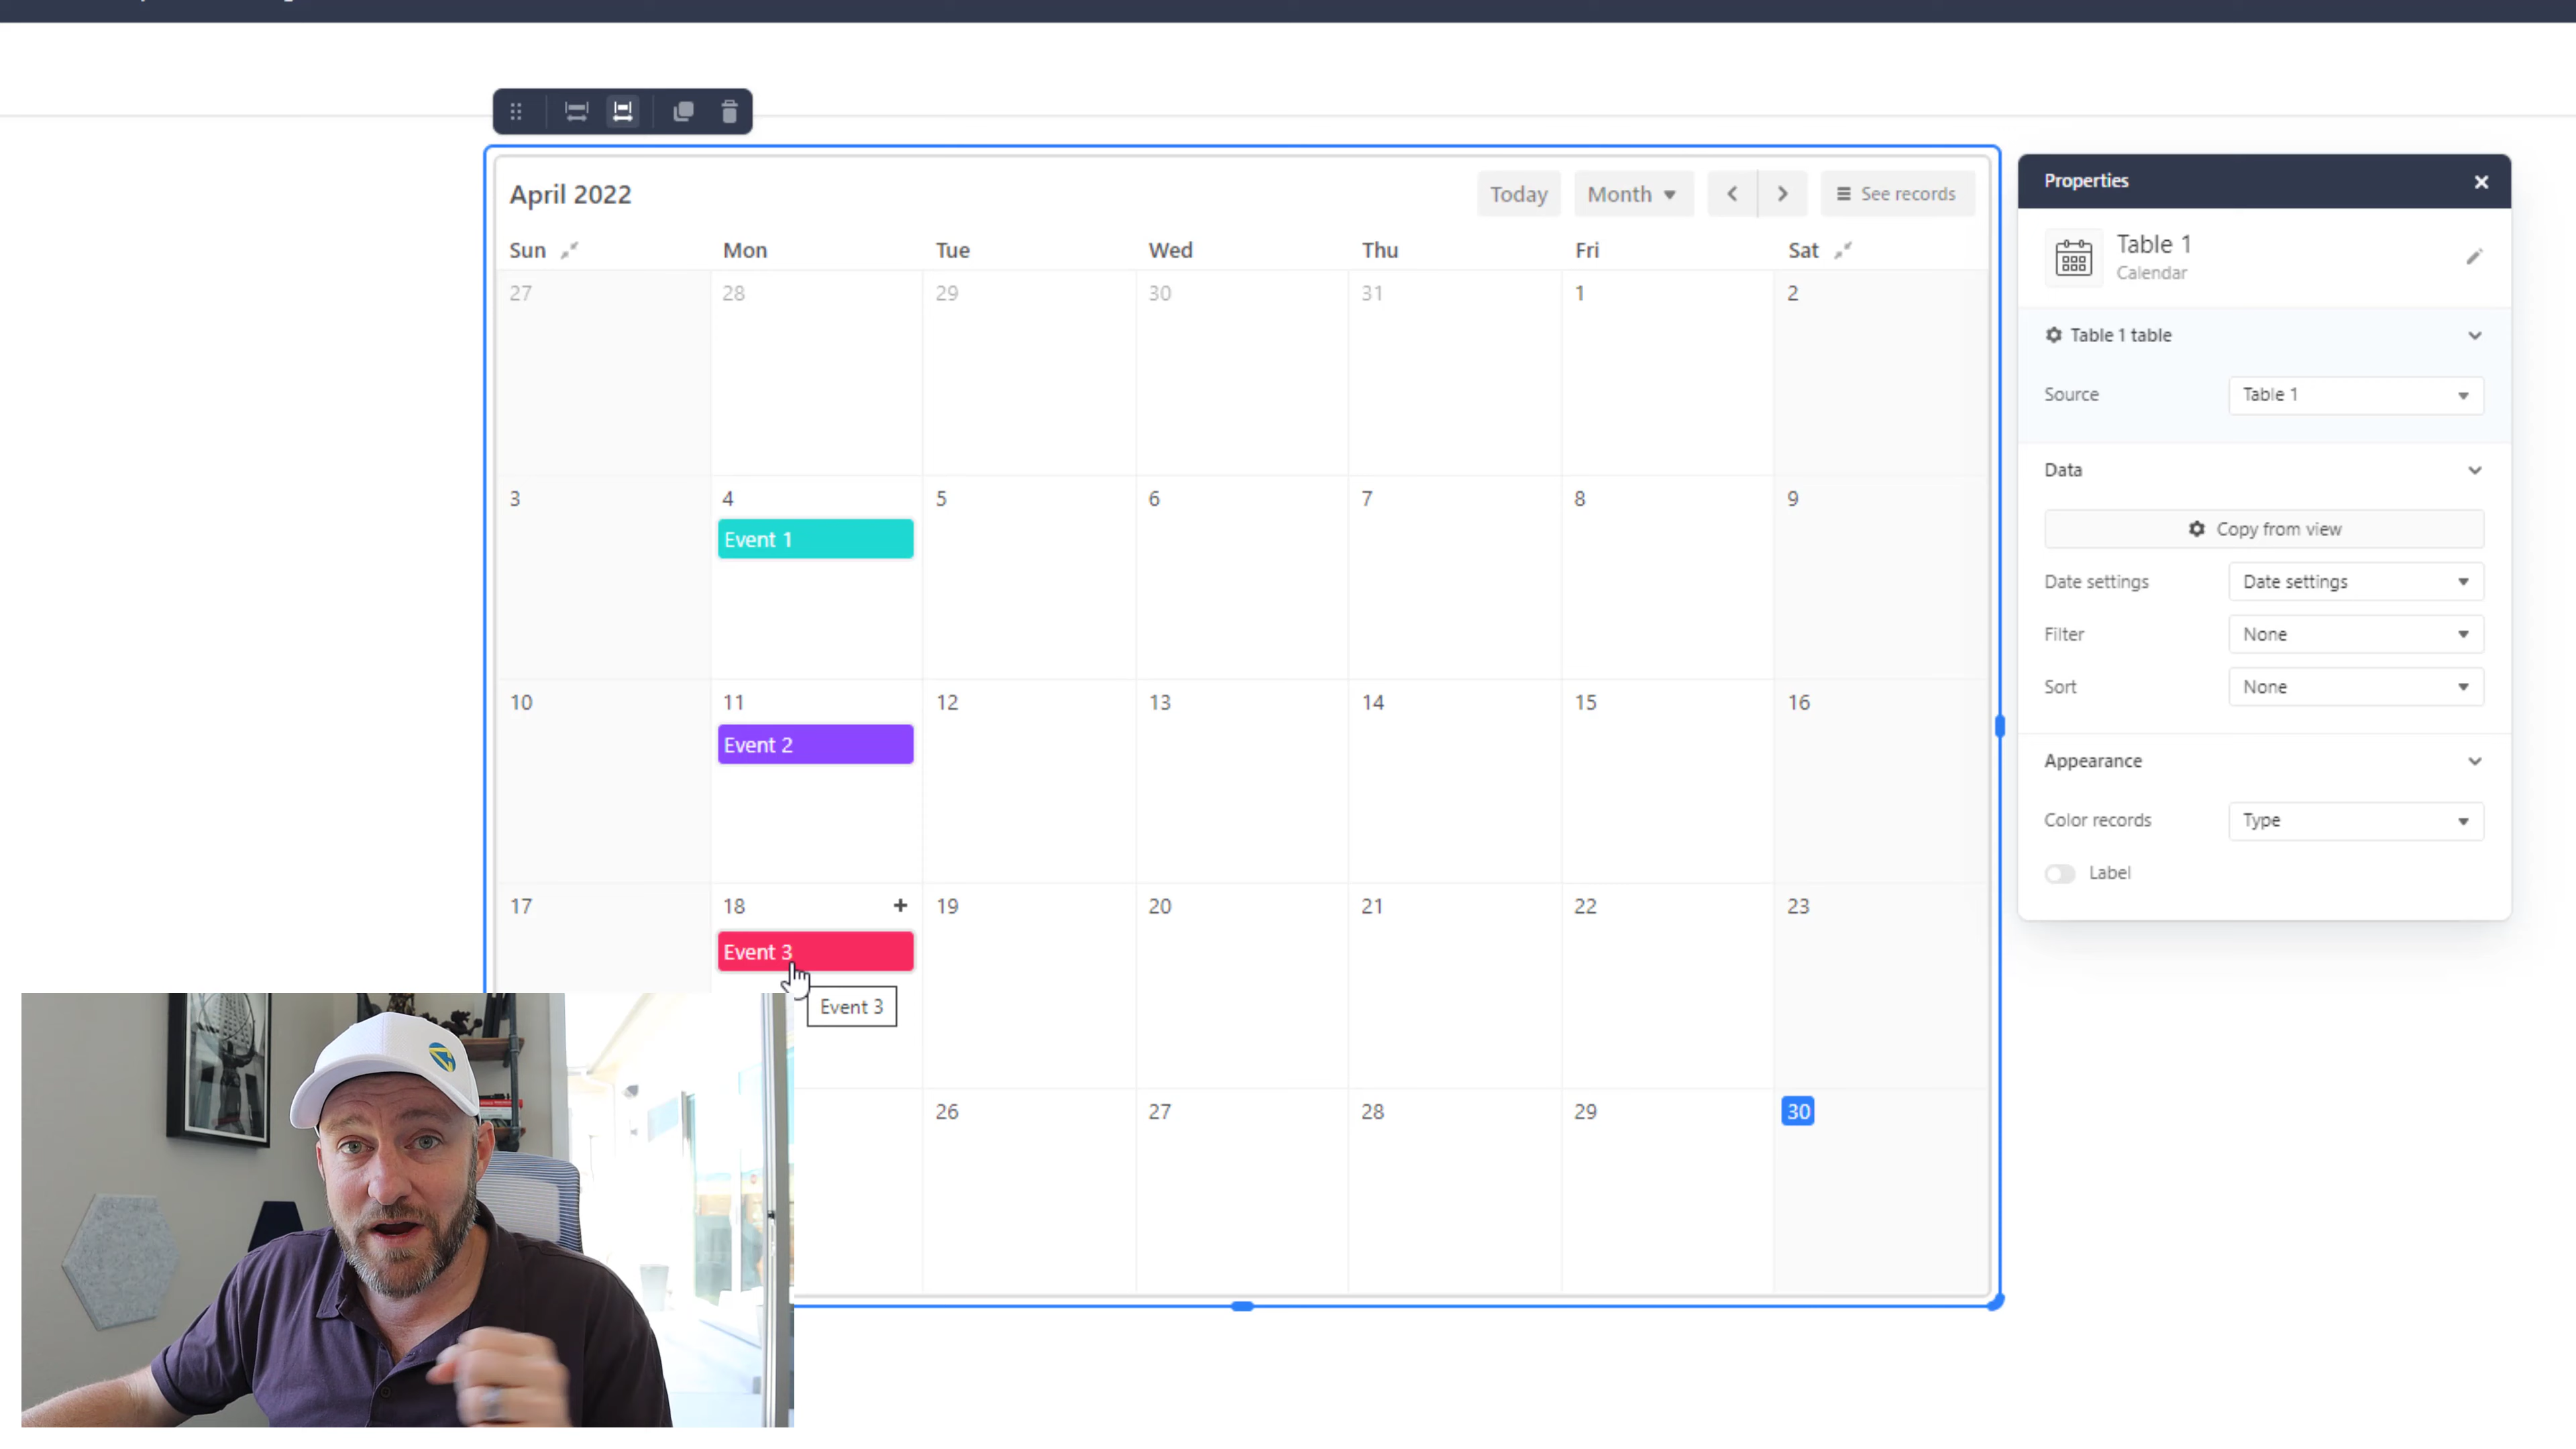 April 2022
Today
Month
See records
Sun Mon Tue Wed Thu Fri Sat
27 28 29 30 31 1 2
3 4 5 6 7 8 9
Event 1
10 11 12 13 14 15 16
Event 2
17 18 + 19 20 21 22 23
Event 3
Event 3
26 27 28 29 30
Properties
Table 1
Calendar
Table 1 table
Source Table 1
Data
Copy from view
Date settings Date settings
Filter None
Sort None
Appearance
Color records Type
Label